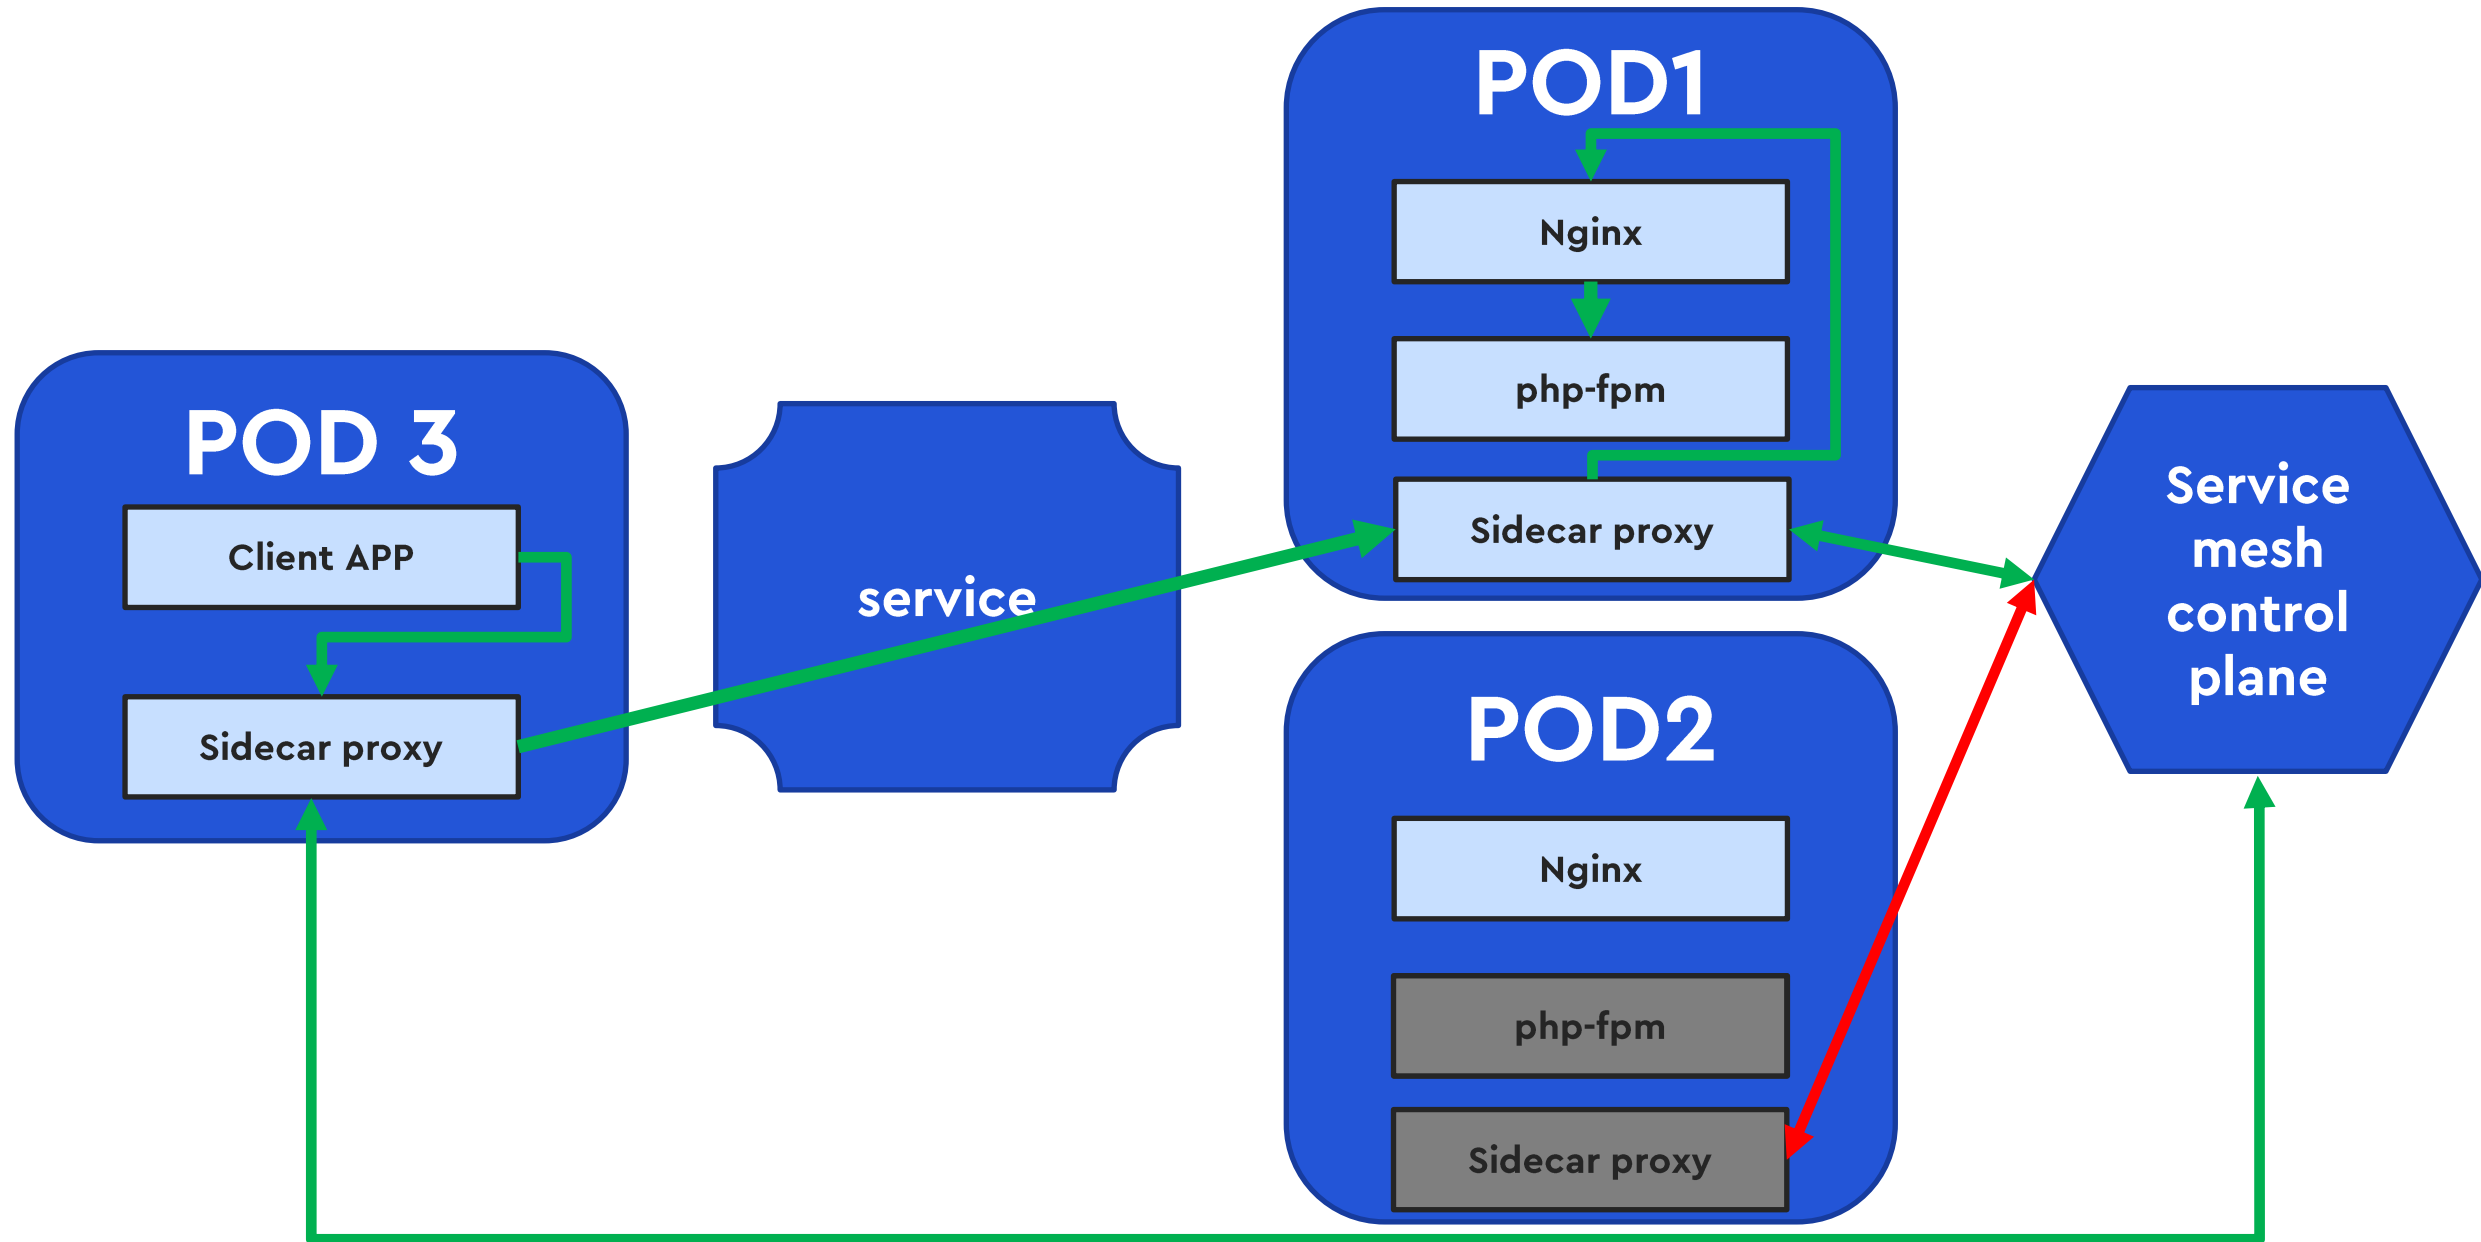 POD 3
Client APP
Sidecar proxy
service
POD1
Nginx
php-fpm
Sidecar proxy
POD2
Nginx
php-fpm
Sidecar proxy
Service
mesh
control
plane